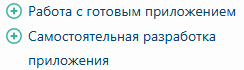 Работа с готовым приложением
Самостоятельная разработка
приложения